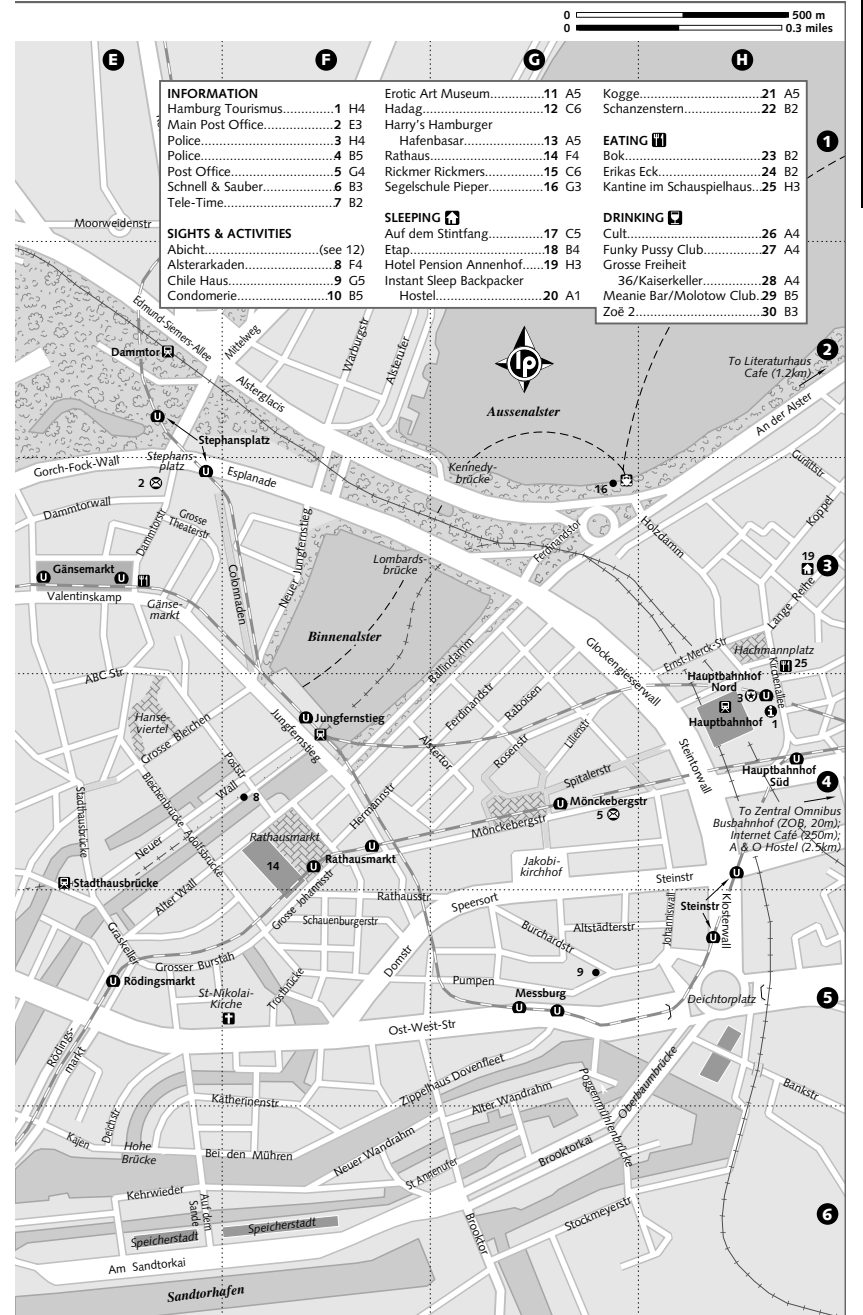 0 500 m
0 0.3 miles
E F G H
INFORMATION
Hamburg Tourismus 1 H4
Main Post Office 2 E3
Police 3 H4
Police 4 B5
Post Office 5 G4
Schnell & Sauber 6 B3
Tele-Time 7 B2
SIGHTS & ACTIVITIES
Abicht (see 12)
Alsterarkaden 8 F4
Chile Haus 9 G5
Condomerie 10 B5
Erotic Art Museum 11 A5
Hadag 12 C6
Harry's Hamburger
Hafenbasar 13 A5
Rathaus 14 F4
Rickmer Rickmers 15 C6
Segelschule Pieper 16 G3
SLEEPING
Auf dem Stintfang 17 C5
Etap 18 B4
Hotel Pension Annenhof 19 H3
Instant Sleep Backpacker
Hostel 20 A1
Kogge 21 A5
Schanzenstern 22 B2
EATING
Bok 23 B2
Erikas Eck 24 B2
Kantine im Schauspielhaus 25 H3
DRINKING
Cult 26 A4
Funky Pussy Club 27 A4
Grosse Freiheit
36/Kaiserkeller 28 A4
Meanie Bar/Molotow Club 29 B5
Zoë 2 30 B3
1
Moorweidenstr
Edmund-Siemers-Allee
Mittelweg
Warburgstr
Alsterufer
lp
2
Dammtor
To Literaturhaus
Cafe (1.2km)
Alsterglacis
Aussenalster
An der Alster
U
Stephansplatz
Stephans-
platz
U
Gorch-Fock-Wall
Esplanade
Kennedy-
brücke
Gurlittstr
2
16
Koppel
Dammtorwall
Dammtorstr
Grosse
Theaterstr
Neuer Jungfernstieg
Ferdinandstor
Holzdamm
19
3
Gänsemarkt
U U
Lombards-
brücke
Valentinskamp
Gänse-
markt
Colonnaden
Lange Reihe
Binnenalster
Ballindamm
Glockengiesserwall
Ernst-Merck-Str
Hachmannplatz
25
Kirchenallee
ABC Str
Hauptbahnhof
Nord
3 U
Hanse-
viertel
Grosse Bleichen
U Jungfernstieg
Jungfernstieg
Ferdinandstr
Raboisen
Lilienstr
Rosenstr
Alstertor
Hauptbahnhof
1
Steintorwall
U
Hauptbahnhof
Süd
4
Poststr
Spitalerstr
Stadthausbrücke
Bleichenbrücke
Wall
8
Neuer
Adolfsbrücke
Hermannstr
U Mönckebergstr
5
Mönckebergstr
To Zentral Omnibus
Busbahnhof (ZOB, 20m);
Internet Café (250m);
A & O Hostel (2.5km)
Rathausmarkt
U
Rathausmarkt
14
U
Jakobi-
kirchhof
Steinstr
U
Stadthausbrücke
Alter Wall
Grosse Johannisstr
Rathausstr
Speersort
Steinstr
Johanniswall
Klosterwall
Graskeller
Schauenburgerstr
Burchardstr
Altstädterstr
U
Grosser Burstah
Domstr
9
U Rödingsmarkt
Trostbrücke
Pumpen
St-Nikolai-
Kirche
Messburg
U U
Deichtorplatz
5
Rödings-
markt
Ost-West-Str
Zippelhaus Dovenfleet
Poggenmühlenbrücke
Oberbaumbrücke
Bankstr
Katherinenstr
Alter Wandrahm
Deichstr
Kajen
Hohe
Brücke
Bei den Mühren
Neuer Wandrahm
Brooktorkai
St Annenufer
Kehrwieder
Auf dem
Sande
Speicherstadt
Speicherstadt
Brooktor
Stockmeyerstr
6
Am Sandtorkai
Sandtorhafen